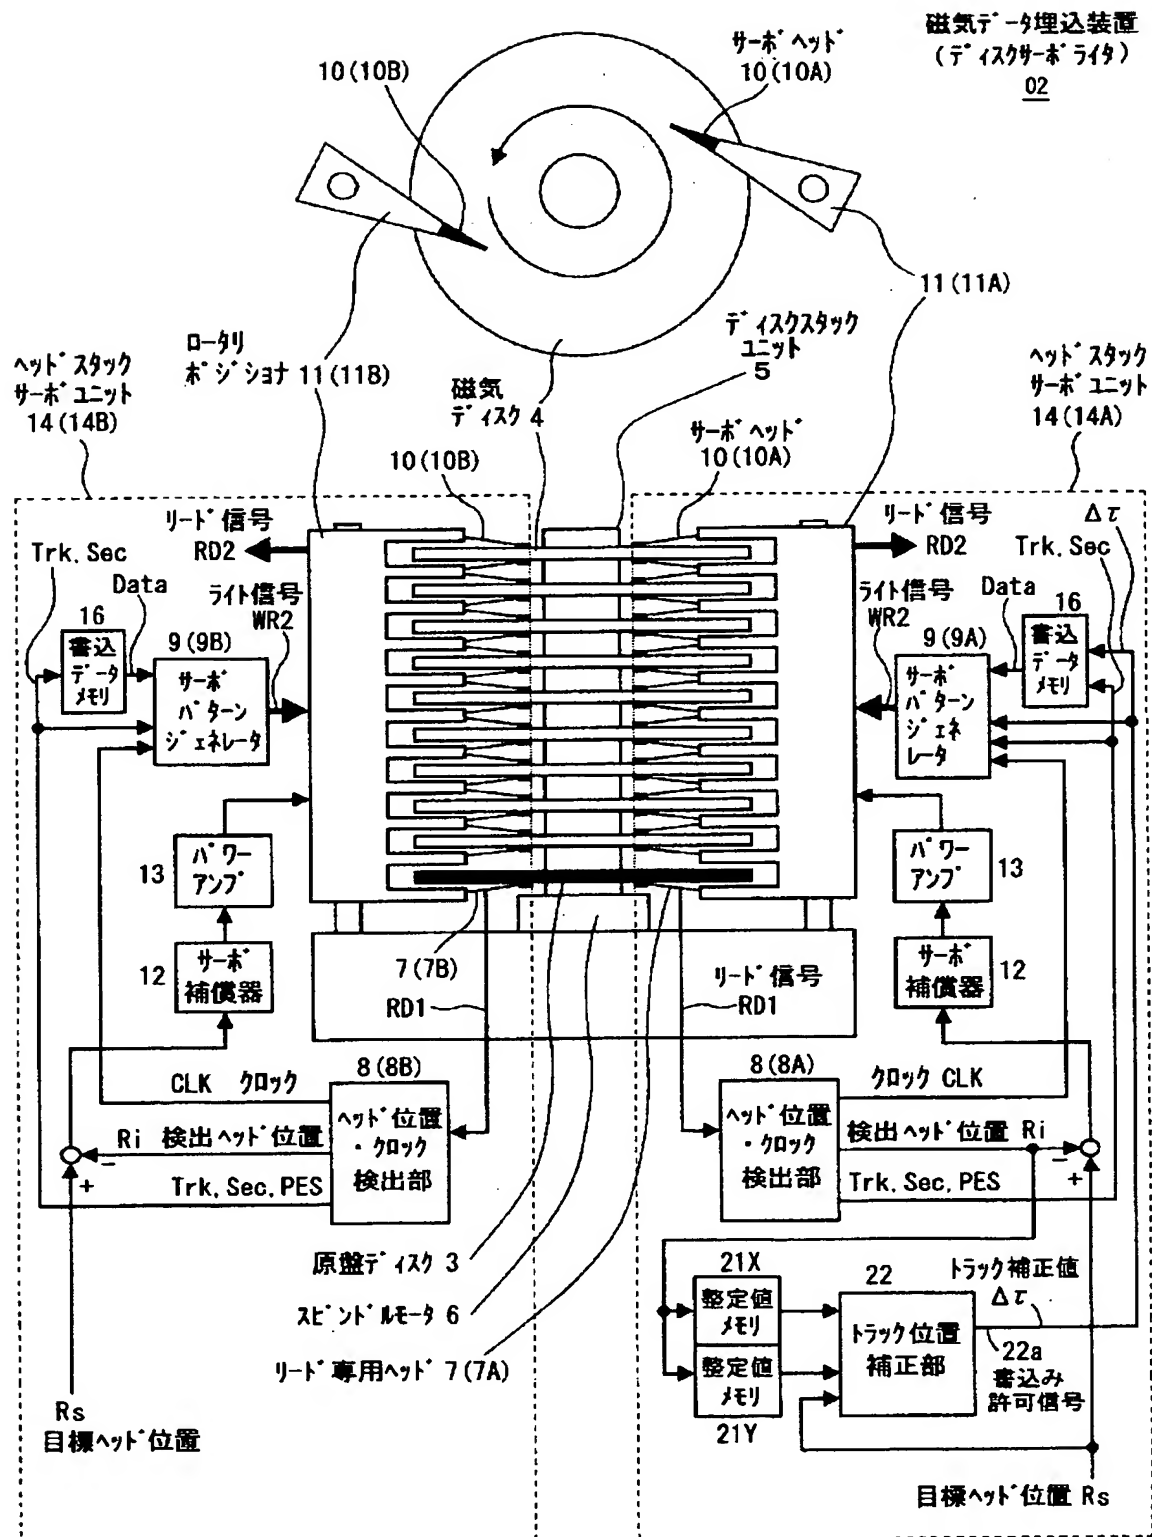 磁気データ埋込装置
(ディスクサーボライタ)
02
サーボヘッド
10(10A)
10(10B)
11(11A)
ディスクスタック
ユニット
5
ロータリ
ポジショナ 11(11B)
磁気
ディスク 4
ヘッドスタック
サーボユニット
14(14B)
ヘッドスタック
サーボユニット
14(14A)
10(10B)
サーボヘッド
10(10A)
リード信号
RD2
リード信号
RD2
Δτ
Trk.Sec
Trk.Sec
Data
ライト信号
WR2
ライト信号
WR2
Data
16
書込
データ
メモリ
9(9B)
サーボ
パターン
ジェネレータ
9(9A)
サーボ
パターン
ジェネ
レータ
16
書込
データ
メモリ
13
パワー
アンプ
パワー
アンプ
13
12
サーボ
補償器
サーボ
補償器
12
7(7B)
RD1
リード信号
RD1
8(8B)
ヘッド位置
・クロック
検出部
8(8A)
ヘッド位置
・クロック
検出部
CLK クロック
クロック CLK
Ri 検出ヘッド位置
検出ヘッド位置 Ri
−
+
−
+
Trk.Sec.PES
Trk.Sec.PES
原盤ディスク 3
スピンドルモータ 6
リード専用ヘッド 7(7A)
21X
整定値
メモリ
整定値
メモリ
21Y
22
トラック位置
補正部
トラック補正値
Δτ
22a
書込み
許可信号
Rs
目標ヘッド位置
目標ヘッド位置 Rs